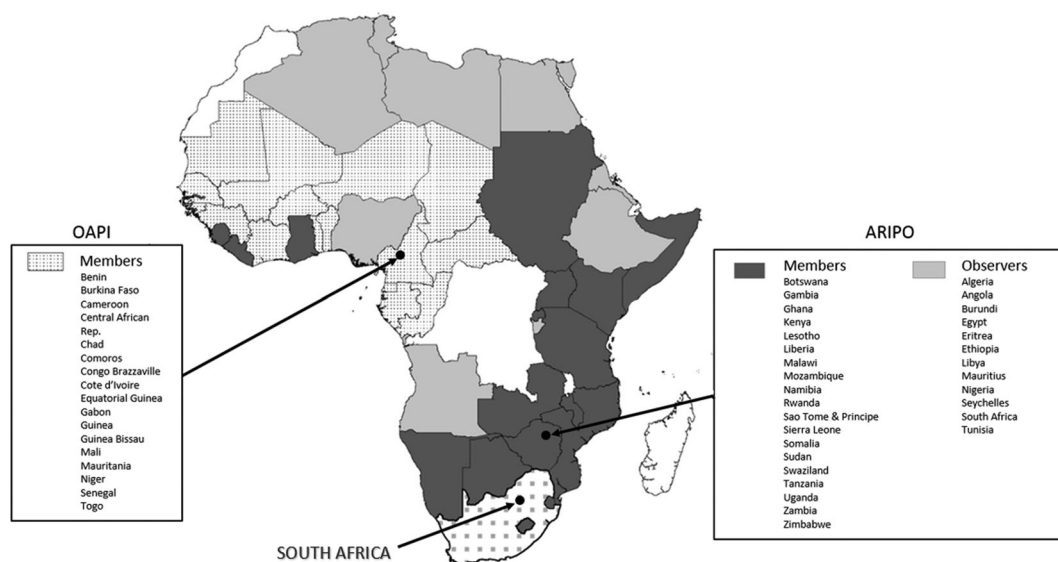 OAPI
Members
Benin
Burkina Faso
Cameroon
Central African
Rep.
Chad
Comoros
Congo Brazzaville
Cote d'Ivoire
Equatorial Guinea
Gabon
Guinea
Guinea Bissau
Mali
Mauritania
Niger
Senegal
Togo
SOUTH AFRICA
ARIPO
Members
Botswana
Gambia
Ghana
Kenya
Lesotho
Liberia
Malawi
Mozambique
Namibia
Rwanda
Sao Tome & Principe
Sierra Leone
Somalia
Sudan
Swaziland
Tanzania
Uganda
Zambia
Zimbabwe
Observers
Algeria
Angola
Burundi
Egypt
Eritrea
Ethiopia
Libya
Mauritius
Nigeria
Seychelles
South Africa
Tunisia